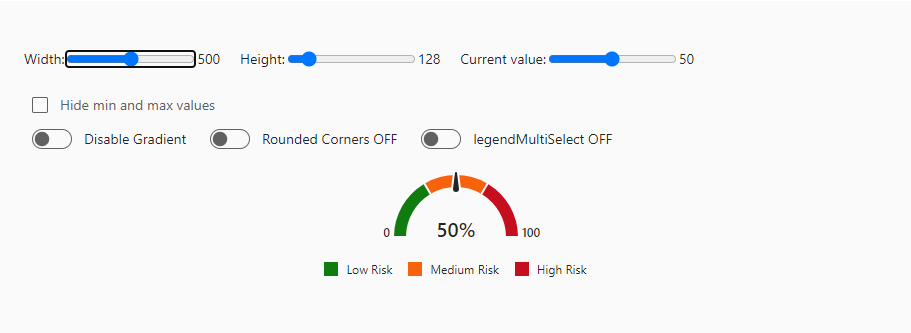 Width: 500 Height: 128 Current value: 50
Hide min and max values
Disable Gradient Rounded Corners OFF legendMultiSelect OFF
0 50% 100
Low Risk Medium Risk High Risk